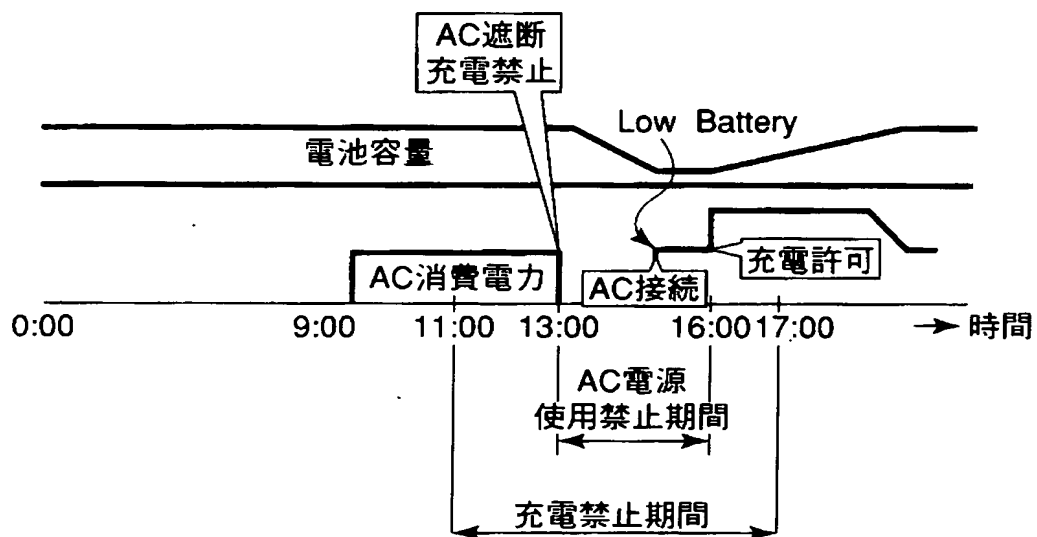 AC遮断
充電禁止
Low Battery
電池容量
AC消費電力
AC接続
充電許可
0:00
9:00
11:00
13:00
16:00
17:00
時間
AC電源
使用禁止期間
充電禁止期間